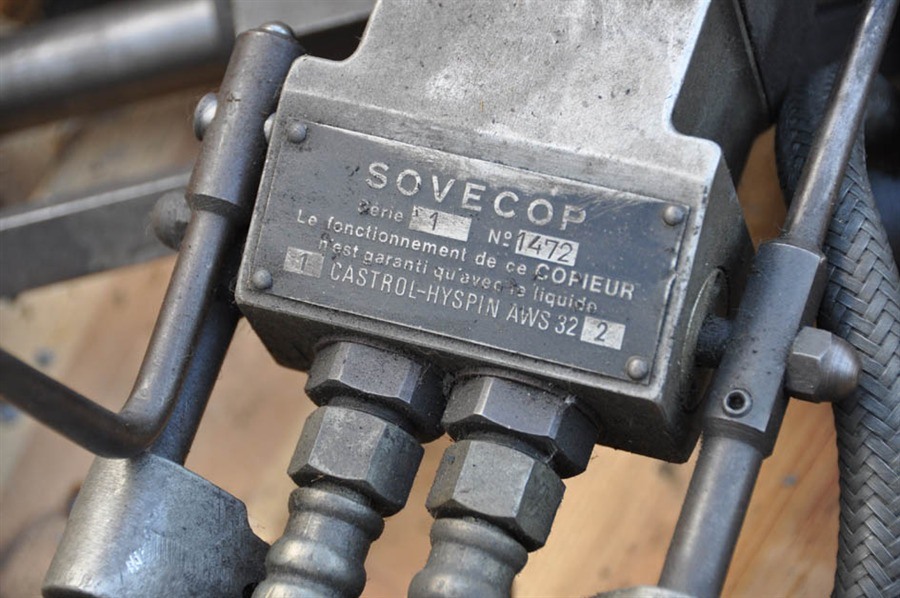 SOVECOP
Série 1 Nº 1472
Le fonctionnement de ce COPIEUR
n'est garanti qu'avec le liquide
1 CASTROL-HYSPIN AWS 32 2